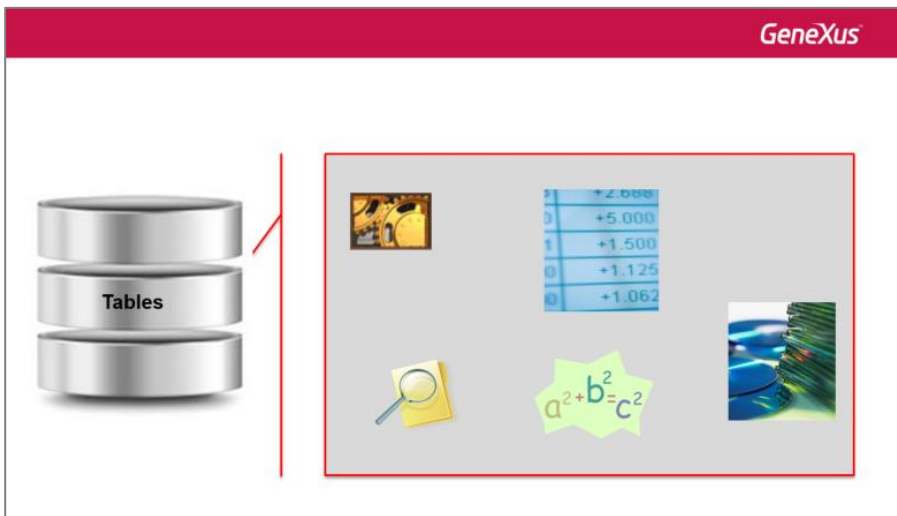 GeneXus
Tables
+2.688
+5.000
+1.500
+1.125
+1.062
a²+b²=c²